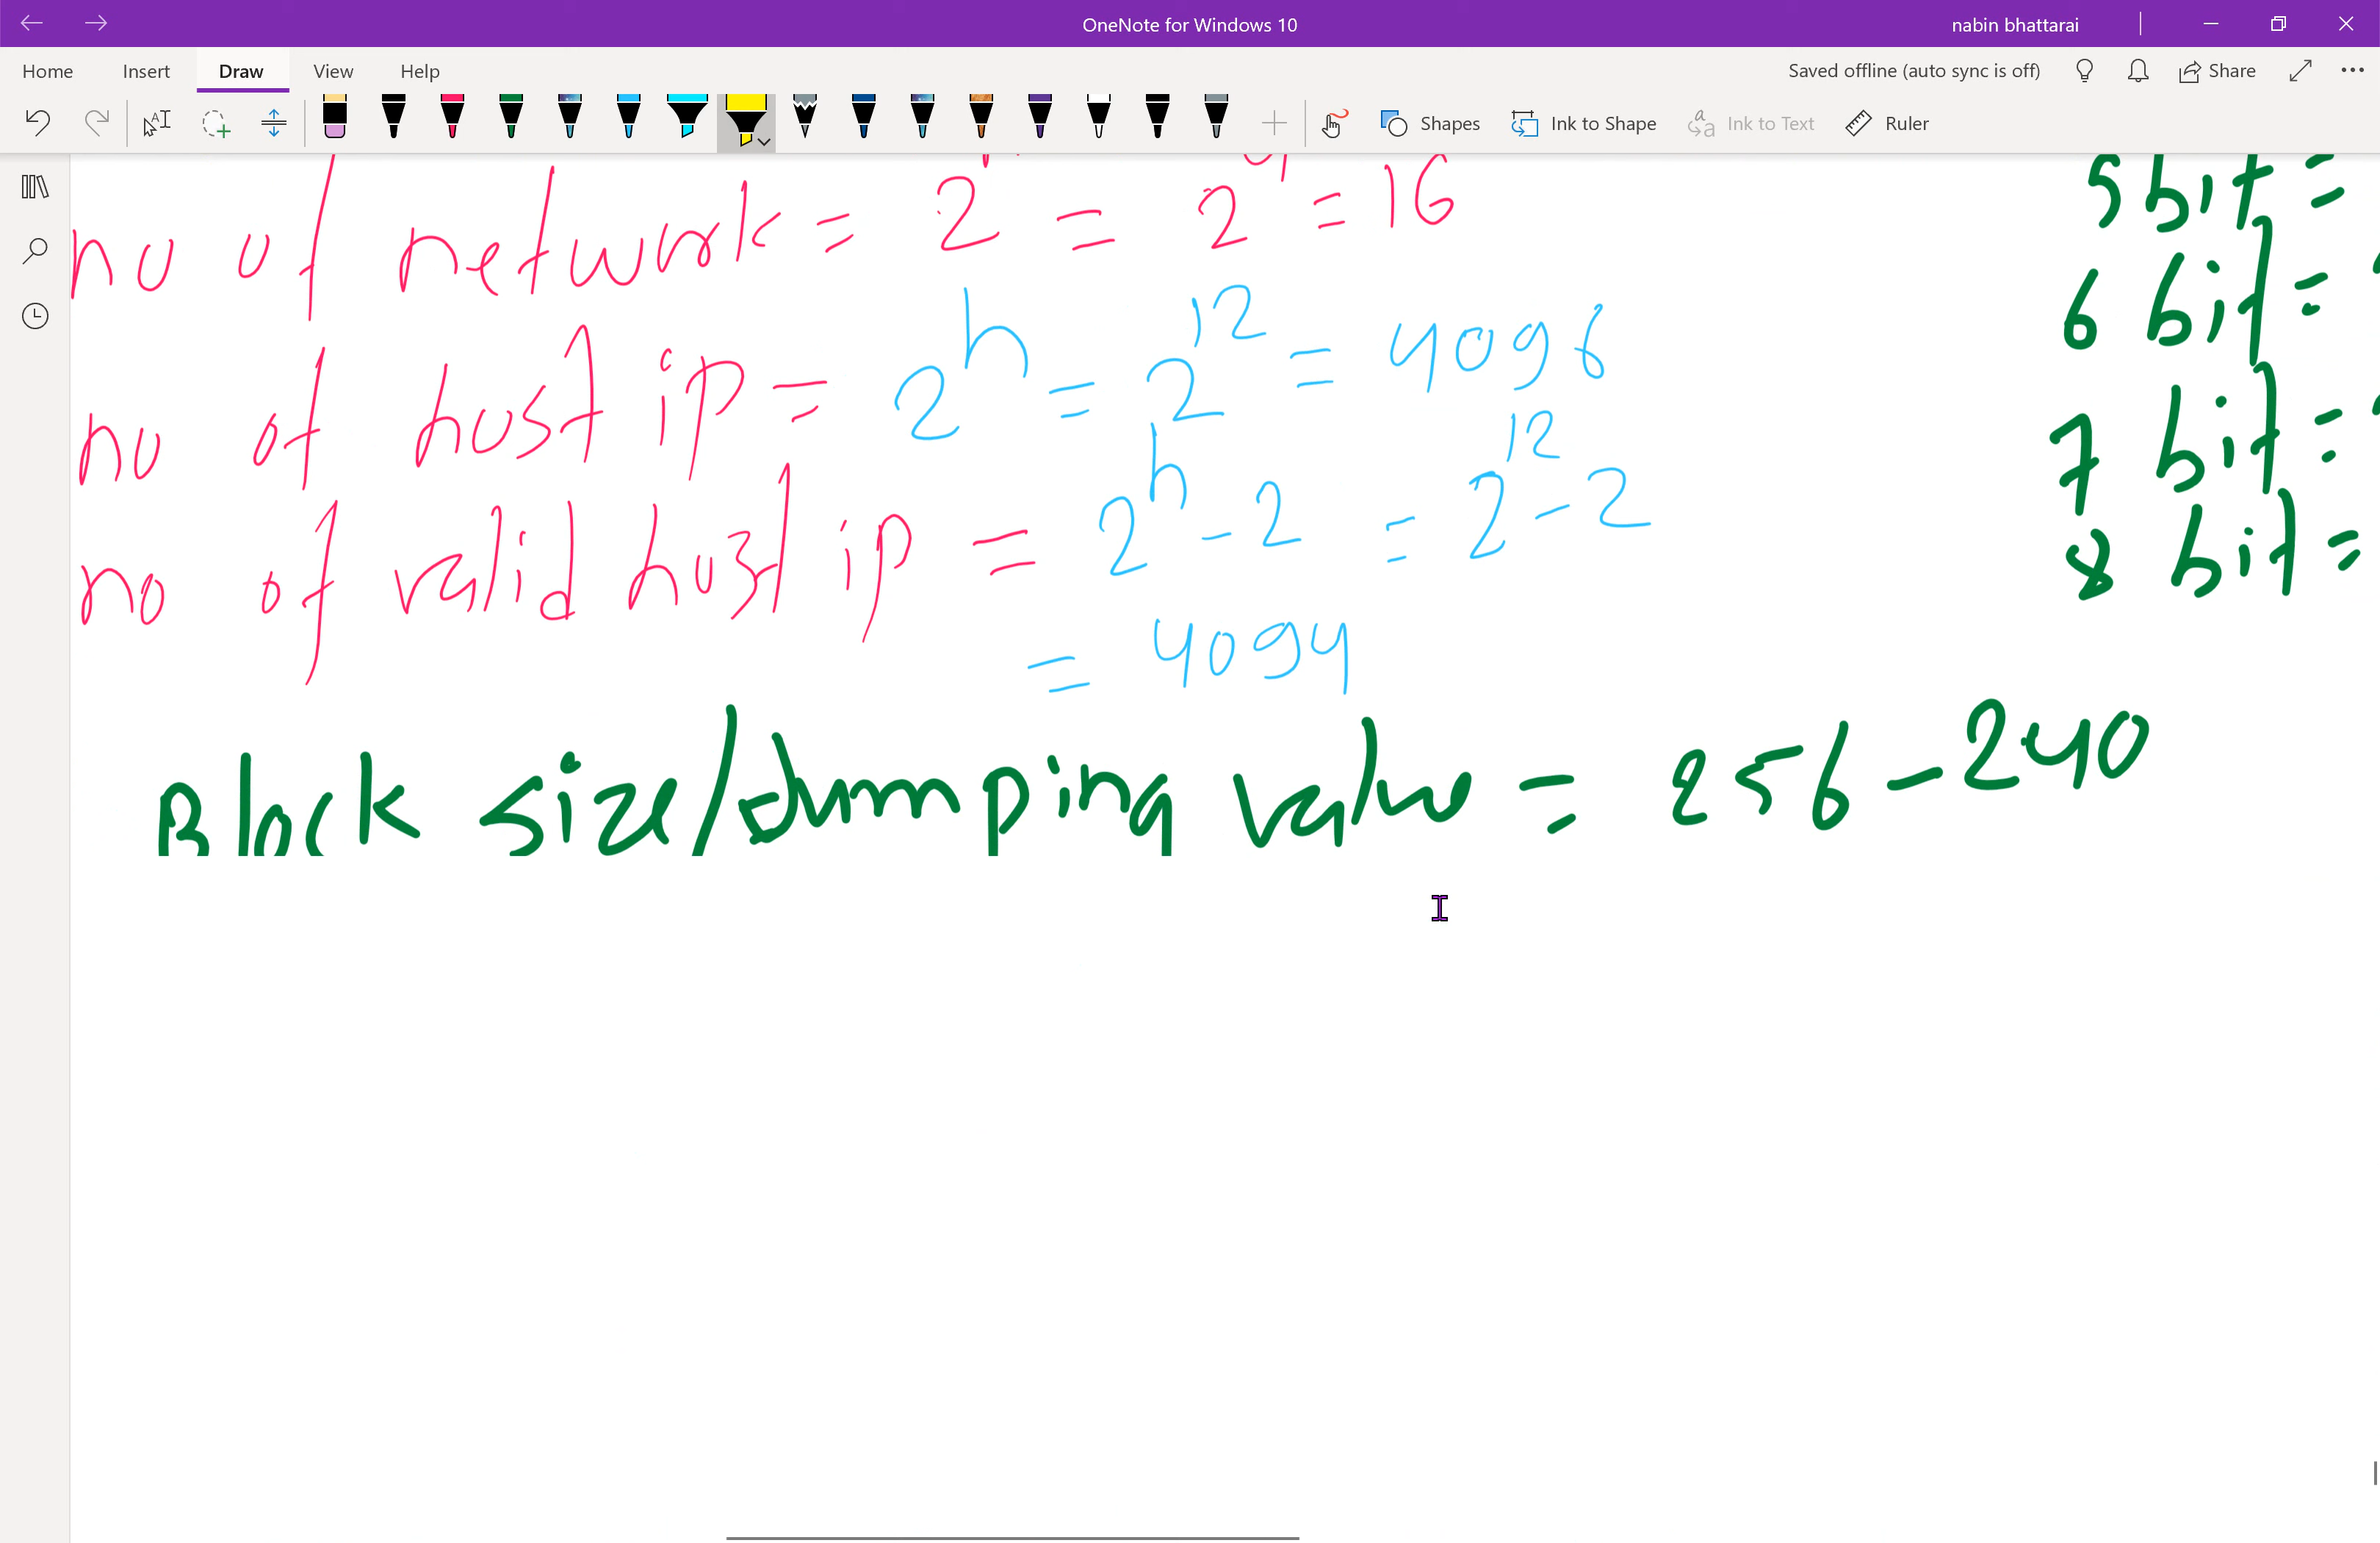 OneNote for Windows 10
nabin bhattarai
Home Insert Draw View Help
Saved offline (auto sync is off) Share
Shapes Ink to Shape Ink to Text Ruler
no of network = 2 = 2 = 16
no of host ip = 2^h = 2^12 = 4096
no of valid host ip = 2^h - 2 = 2^12 - 2
= 4094
Block size/Jumping value = 256 - 240
5 bit =
6 bit =
7 bit =
8 bit =